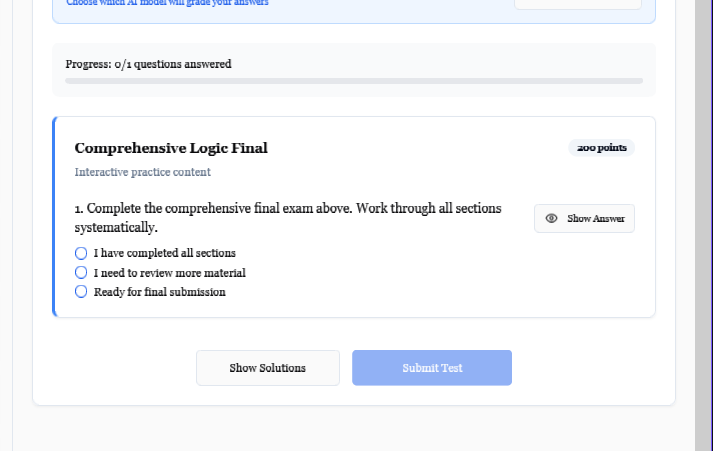 Choose which AI model will grade your answers
Progress: 0/1 questions answered
Comprehensive Logic Final
200 points
Interactive practice content
1. Complete the comprehensive final exam above. Work through all sections
systematically.
Show Answer
I have completed all sections
I need to review more material
Ready for final submission
Show Solutions
Submit Test